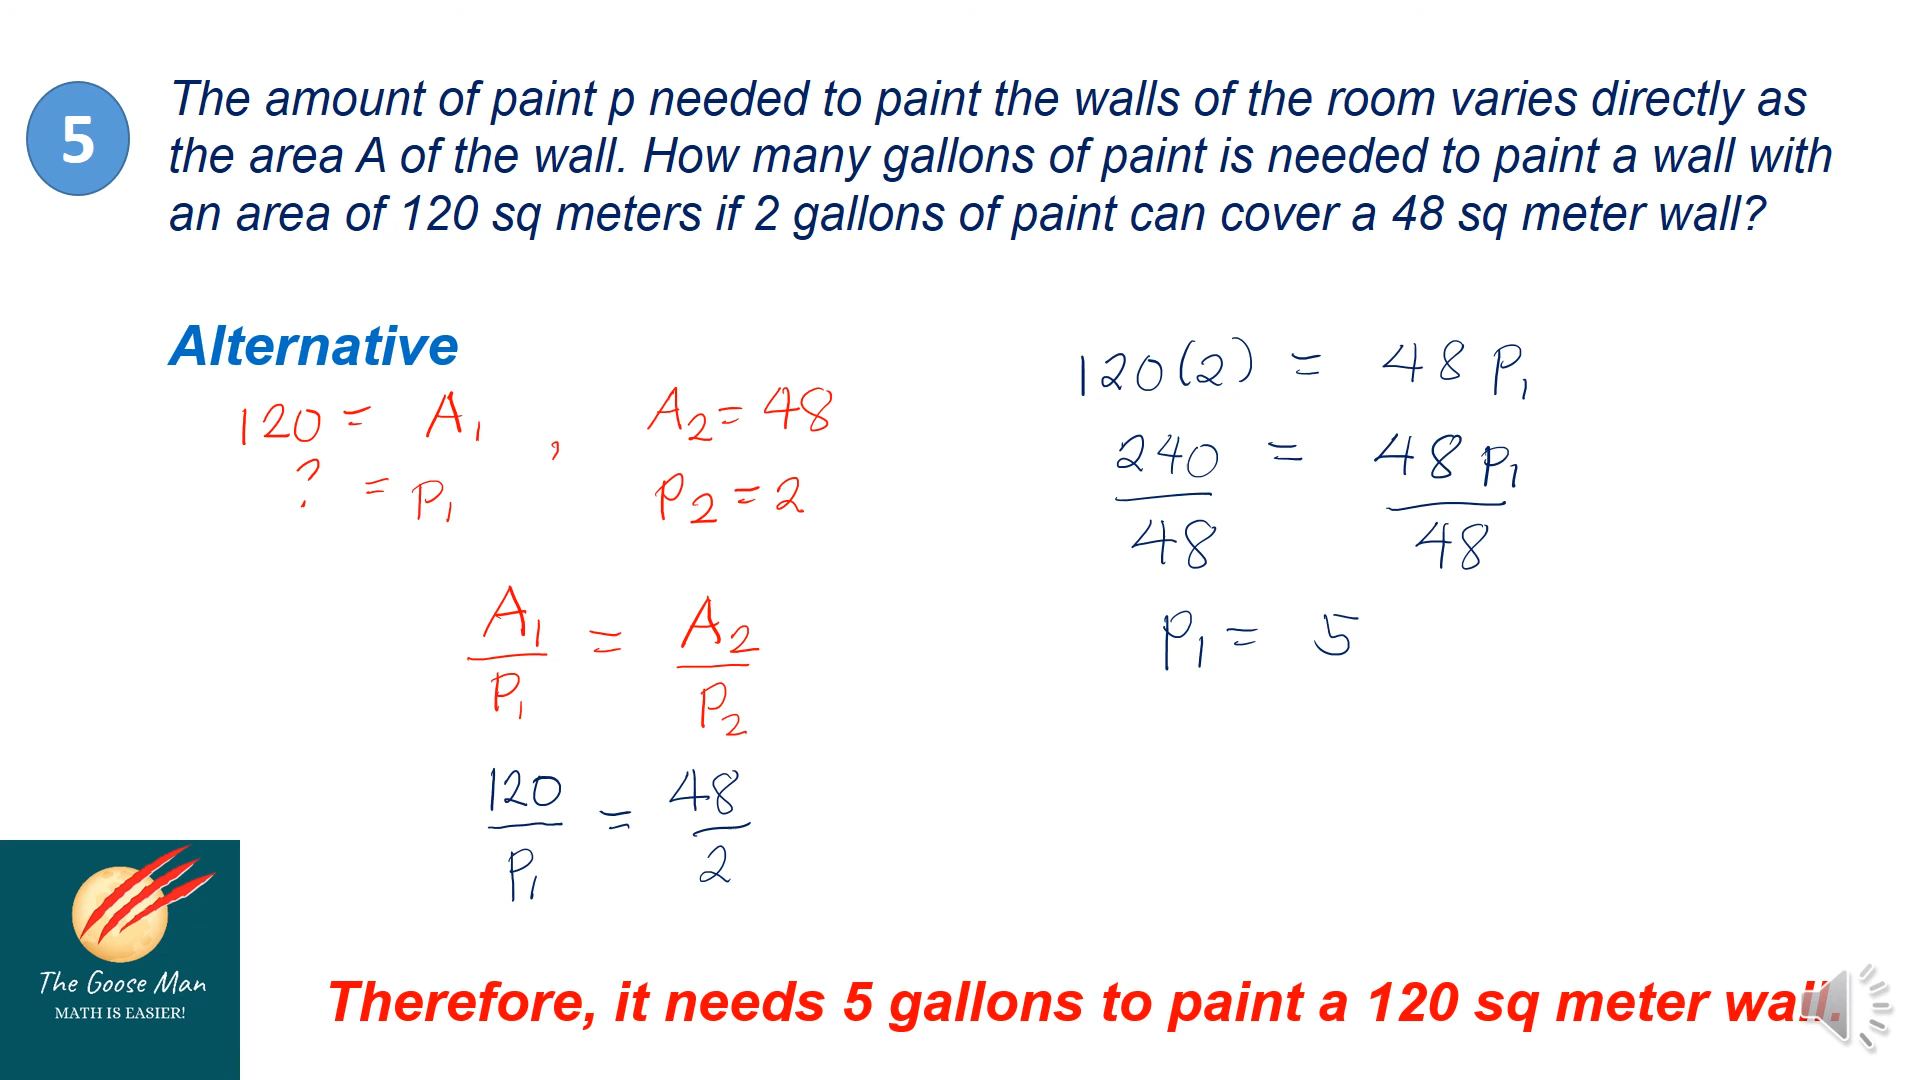 5
The amount of paint p needed to paint the walls of the room varies directly as
the area A of the wall. How many gallons of paint is needed to paint a wall with
an area of 120 sq meters if 2 gallons of paint can cover a 48 sq meter wall?
Alternative
120 = A₁ , A₂ = 48
? = P₁ P₂ = 2
A₁/P₁ = A₂/P₂
120/P₁ = 48/2
120(2) = 48 P₁
240/48 = 48P₁/48
P₁ = 5
The Goose Man
MATH IS EASIER!
Therefore, it needs 5 gallons to paint a 120 sq meter wall.